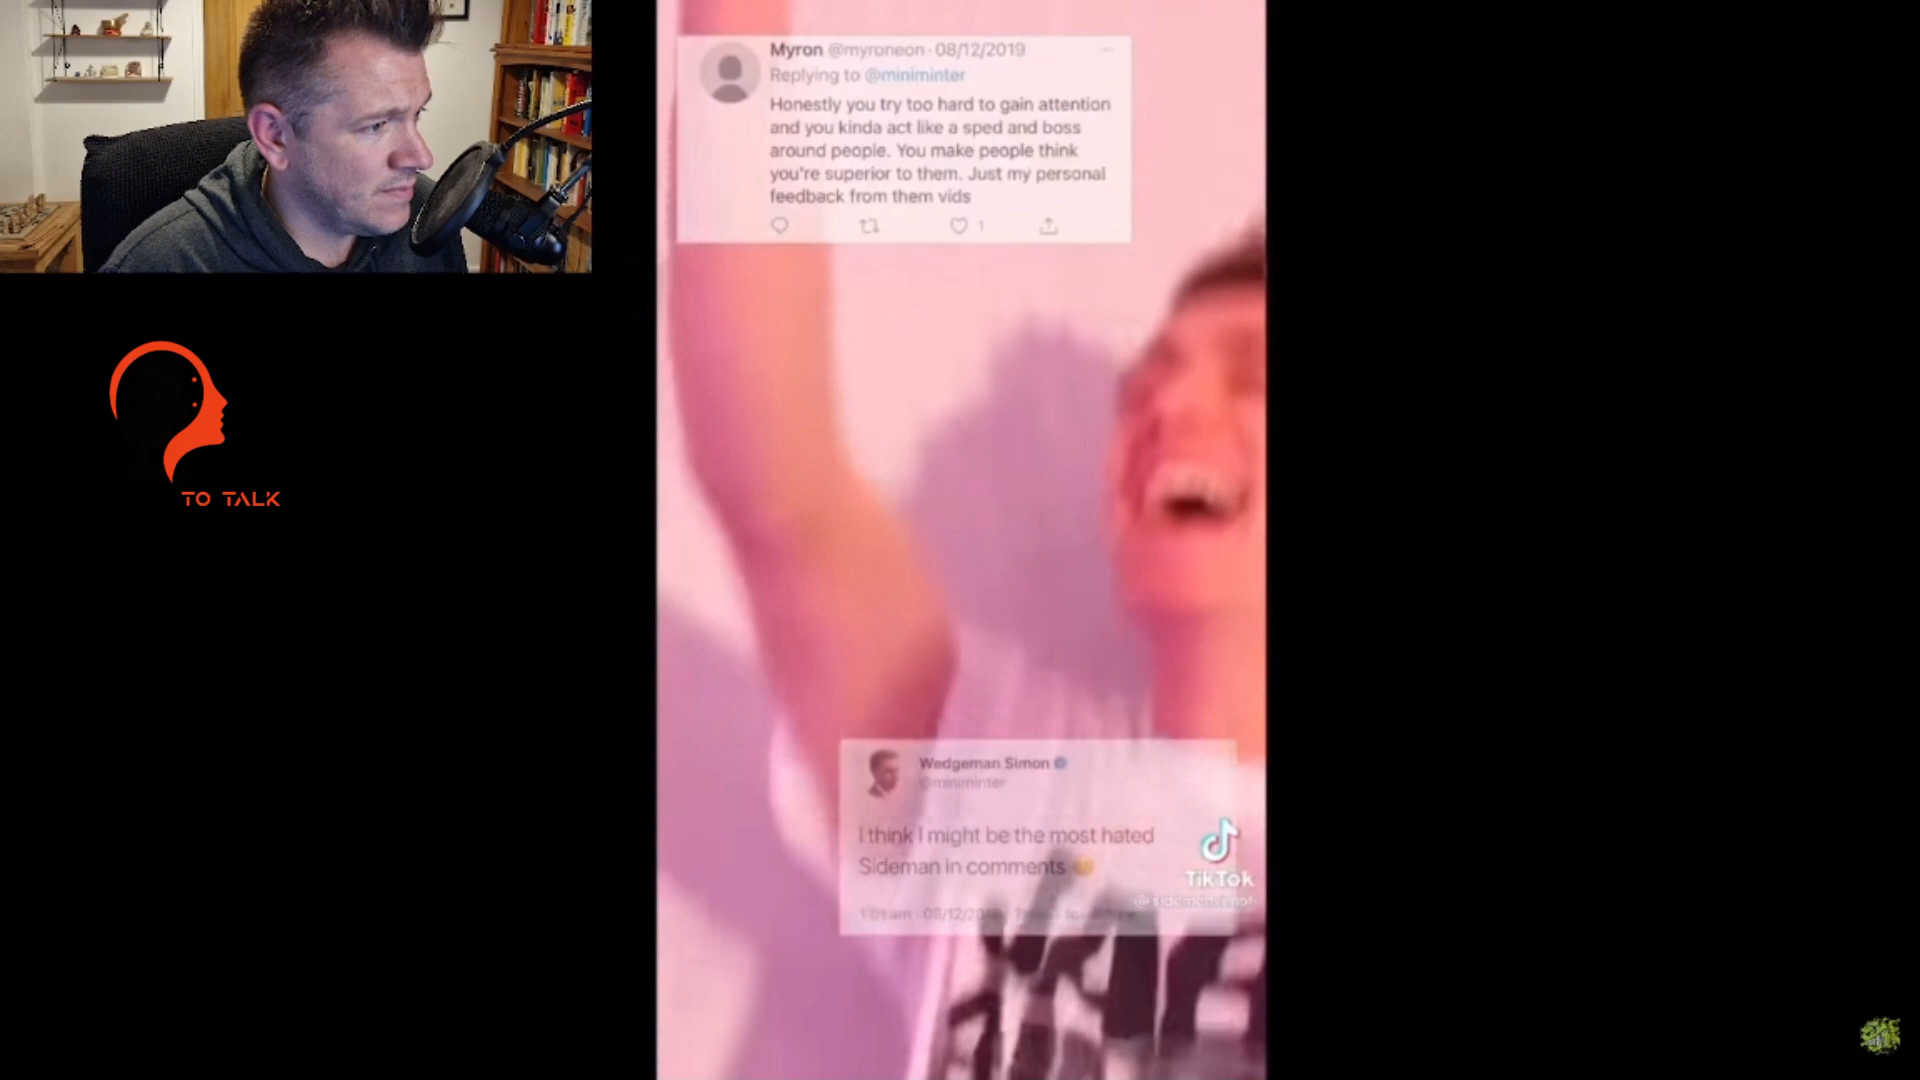 Myron @myroneon · 08/12/2019
Replying to @miniminter
Honestly you try too hard to gain attention
and you kinda act like a sped and boss
around people. You make people think
you're superior to them. Just my personal
feedback from them vids
1
TO TALK
Wedgeman Simon
@miniminter
I think I might be the most hated
Sideman in comments
TikTok
08/12/20